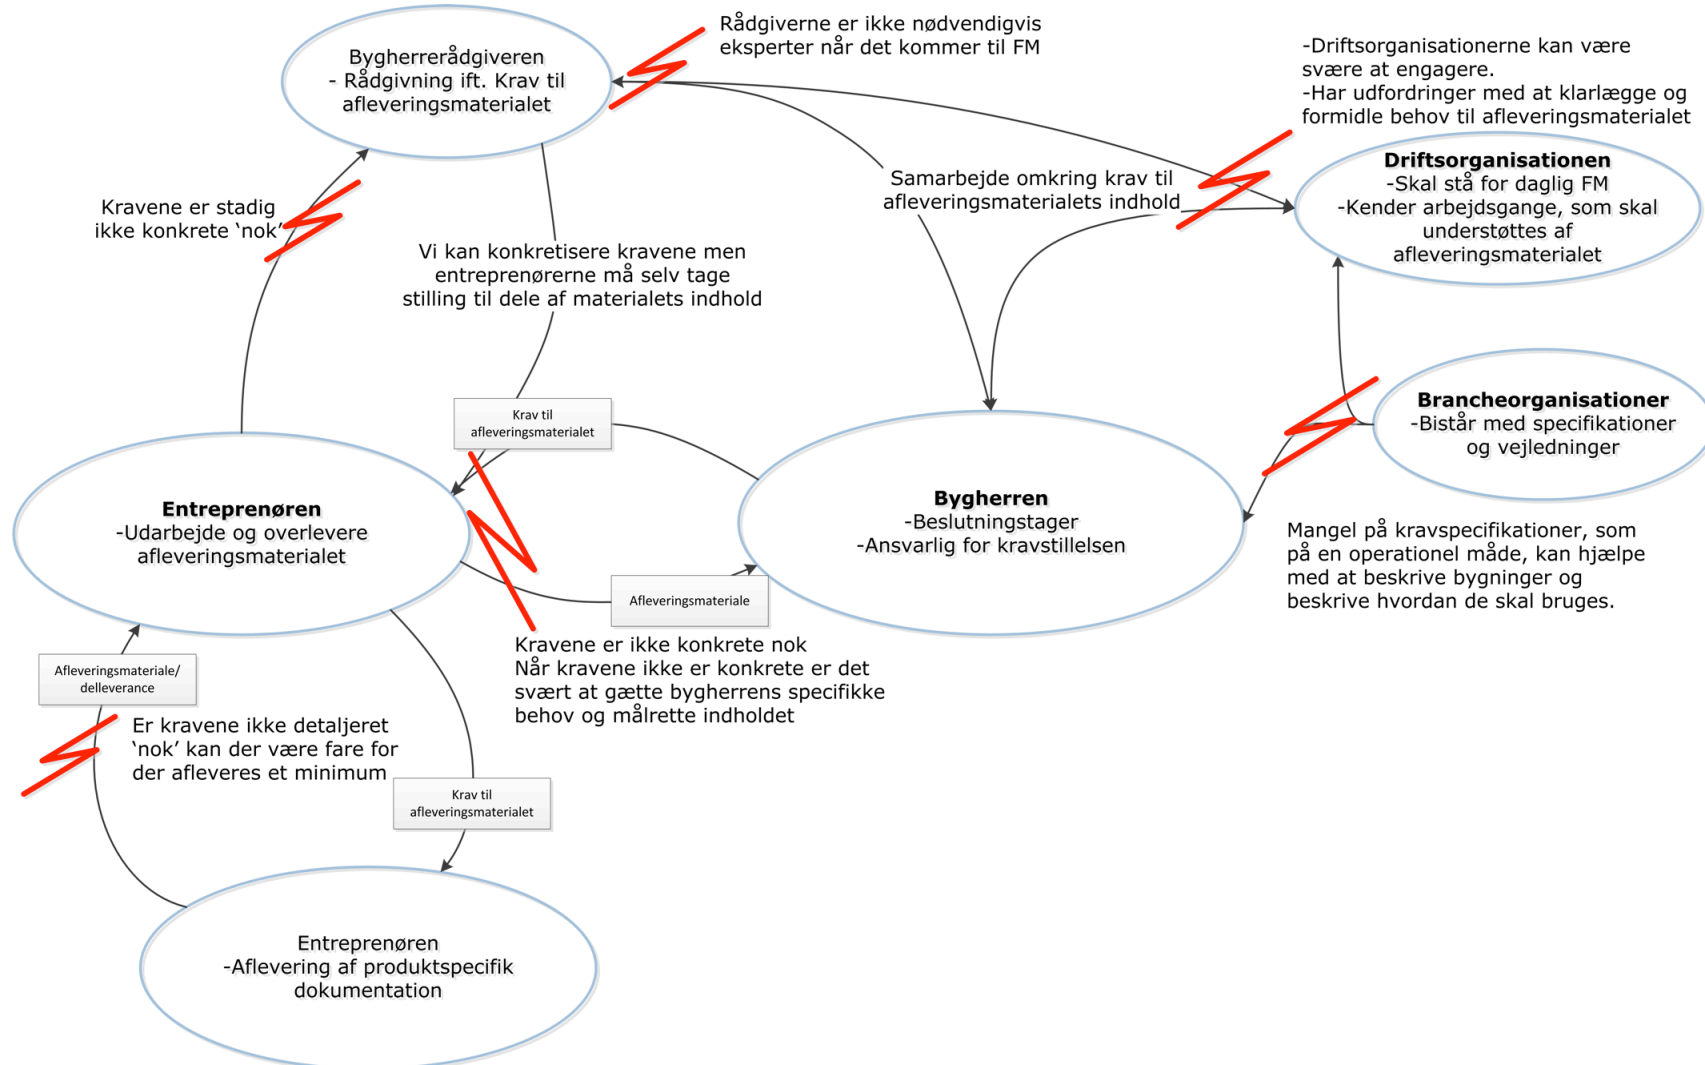 Rådgiverne er ikke nødvendigvis
eksperter når det kommer til FM
Bygherrerådgiveren
- Rådgivning ift. Krav til
afleveringsmaterialet
-Driftsorganisationerne kan være
svære at engagere.
-Har udfordringer med at klarlægge og
formidle behov til afleveringsmaterialet
Driftsorganisationen
-Skal stå for daglig FM
-Kender arbejdsgange, som skal
understøttes af
afleveringsmaterialet
Samarbejde omkring krav til
afleveringsmaterialets indhold
Kravene er stadig
ikke konkrete ‘nok’
Vi kan konkretisere kravene men
entreprenørerne må selv tage
stilling til dele af materialets indhold
Krav til
afleveringsmaterialet
Brancheorganisationer
-Bistår med specifikationer
og vejledninger
Entreprenøren
-Udarbejde og overlevere
afleveringsmaterialet
Bygherren
-Beslutningstager
-Ansvarlig for kravstillelsen
Mangel på kravspecifikationer, som
på en operationel måde, kan hjælpe
med at beskrive bygninger og
beskrive hvordan de skal bruges.
Afleveringsmateriale
Kravene er ikke konkrete nok
Når kravene ikke er konkrete er det
svært at gætte bygherrens specifikke
behov og målrette indholdet
Afleveringsmateriale/
delleverance
Er kravene ikke detaljeret
‘nok’ kan der være fare for
der afleveres et minimum
Krav til
afleveringsmaterialet
Entreprenøren
-Aflevering af produktspecifik
dokumentation